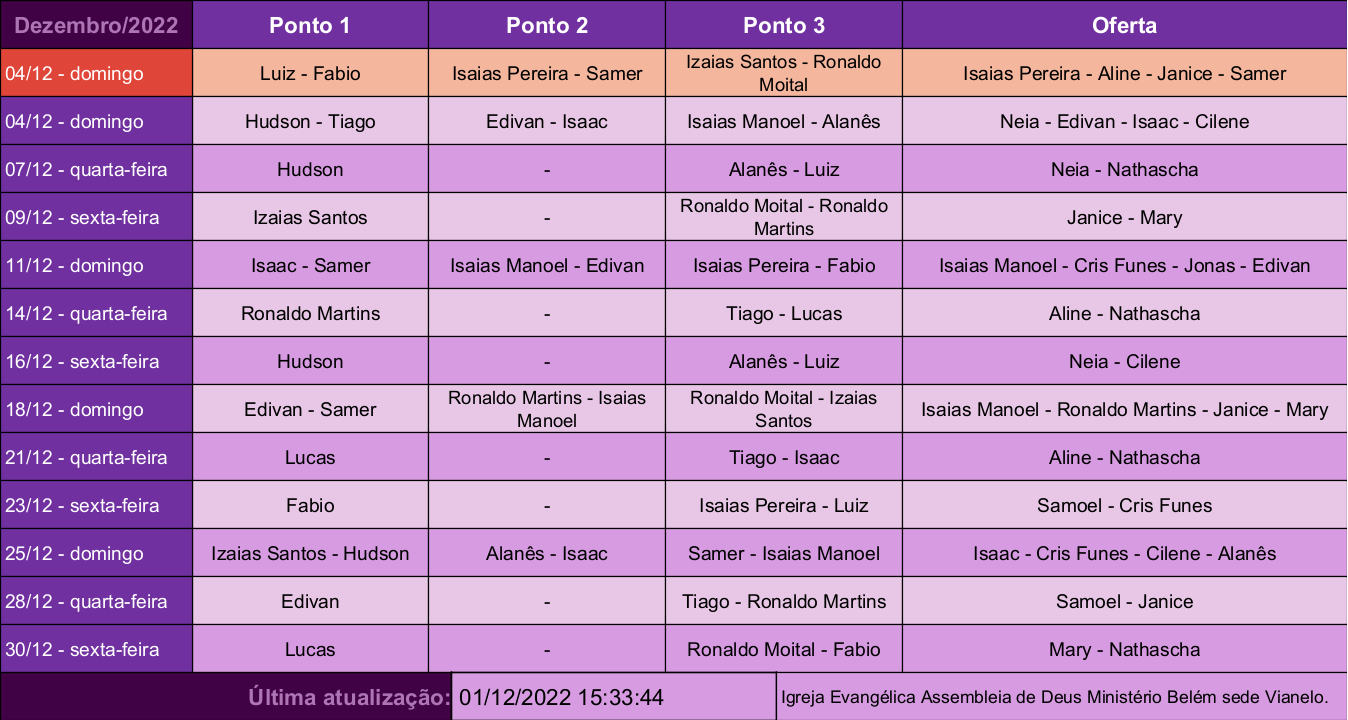 Dezembro/2022 Ponto 1 Ponto 2 Ponto 3 Oferta
04/12 - domingo Luiz - Fabio Isaias Pereira - Samer Izaias Santos - Ronaldo Moital Isaias Pereira - Aline - Janice - Samer
04/12 - domingo Hudson - Tiago Edivan - Isaac Isaias Manoel - Alanês Neia - Edivan - Isaac - Cilene
07/12 - quarta-feira Hudson - Alanês - Luiz Neia - Nathascha
09/12 - sexta-feira Izaias Santos - Ronaldo Moital - Ronaldo Martins Janice - Mary
11/12 - domingo Isaac - Samer Isaias Manoel - Edivan Isaias Pereira - Fabio Isaias Manoel - Cris Funes - Jonas - Edivan
14/12 - quarta-feira Ronaldo Martins - Tiago - Lucas Aline - Nathascha
16/12 - sexta-feira Hudson - Alanês - Luiz Neia - Cilene
18/12 - domingo Edivan - Samer Ronaldo Martins - Isaias Manoel Ronaldo Moital - Izaias Santos Isaias Manoel - Ronaldo Martins - Janice - Mary
21/12 - quarta-feira Lucas - Tiago - Isaac Aline - Nathascha
23/12 - sexta-feira Fabio - Isaias Pereira - Luiz Samoel - Cris Funes
25/12 - domingo Izaias Santos - Hudson Alanês - Isaac Samer - Isaias Manoel Isaac - Cris Funes - Cilene - Alanês
28/12 - quarta-feira Edivan - Tiago - Ronaldo Martins Samoel - Janice
30/12 - sexta-feira Lucas - Ronaldo Moital - Fabio Mary - Nathascha
Última atualização: 01/12/2022 15:33:44 Igreja Evangélica Assembleia de Deus Ministério Belém sede Vianelo.